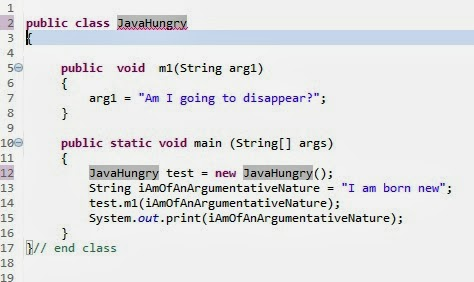 1
2 public class JavaHungry
3 {
4
5 public void m1(String arg1)
6 {
7 arg1 = "Am I going to disappear?";
8 }
9
10 public static void main (String[] args)
11 {
12 JavaHungry test = new JavaHungry();
13 String iAmOfAnArgumentativeNature = "I am born new";
14 test.m1(iAmOfAnArgumentativeNature);
15 System.out.print(iAmOfAnArgumentativeNature);
16 }
17 }// end class
18
19